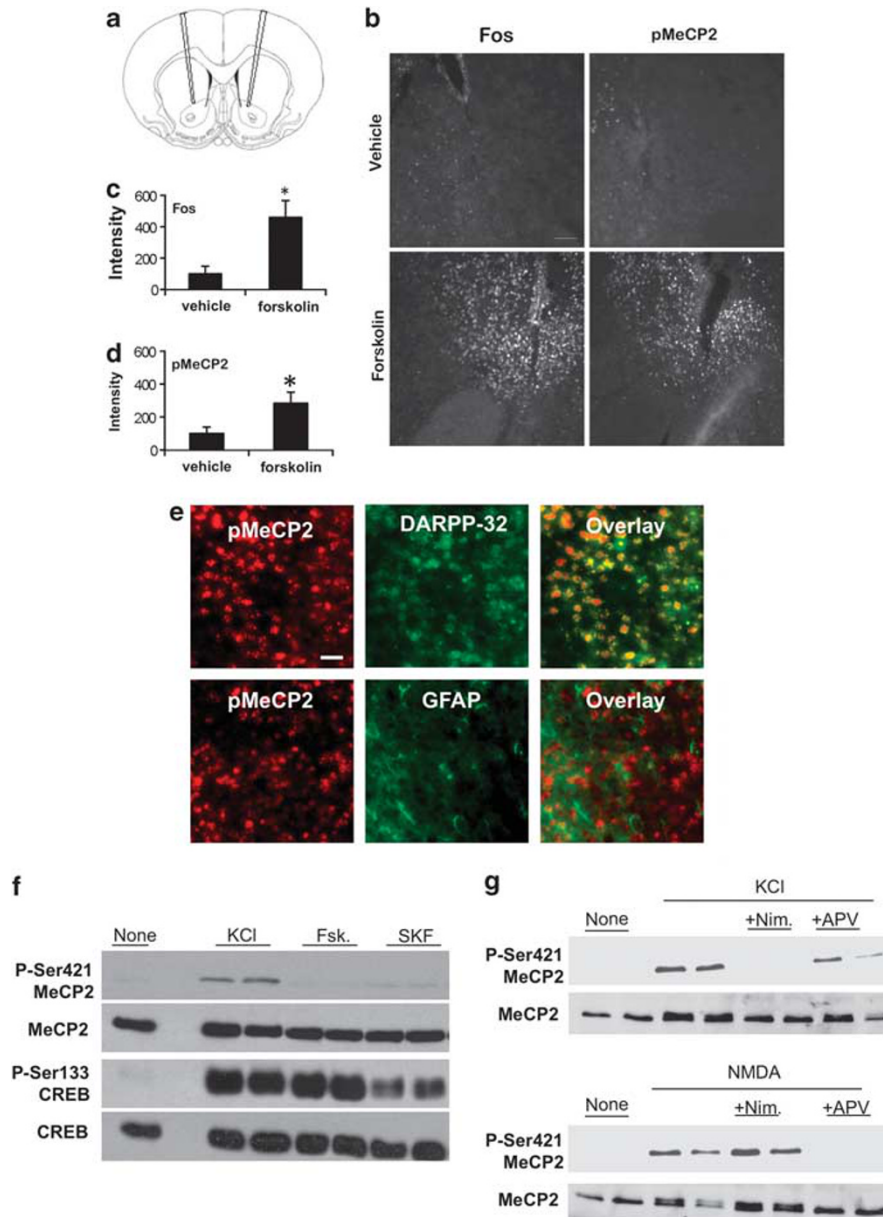 a
b
Fos
pMeCP2
Vehicle
Forskolin
c
600
400
200
0
Intensity
Fos
*
vehicle
forskolin
d
600
400
200
0
Intensity
pMeCP2
*
vehicle
forskolin
e
pMeCP2
DARPP-32
Overlay
pMeCP2
GFAP
Overlay
f
None
KCl
Fsk.
SKF
P-Ser421
MeCP2
MeCP2
P-Ser133
CREB
CREB
g
KCl
None
+Nim.
+APV
P-Ser421
MeCP2
MeCP2
NMDA
None
+Nim.
+APV
P-Ser421
MeCP2
MeCP2